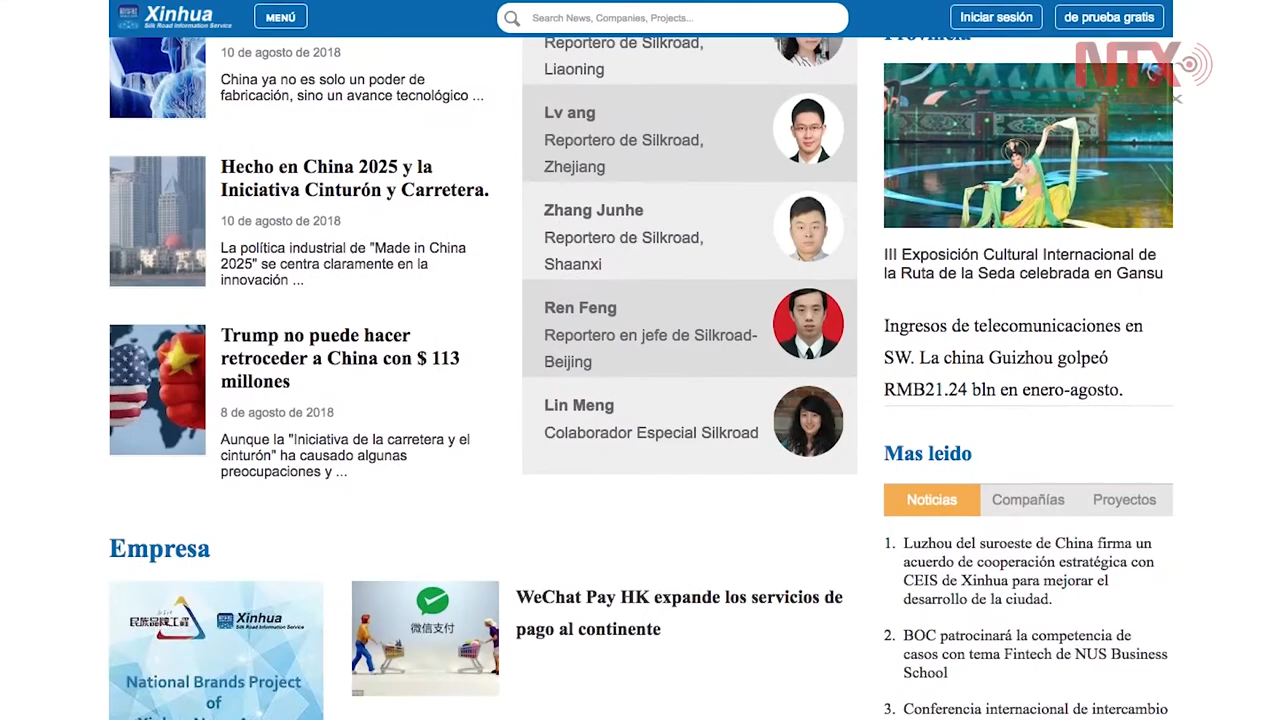 Xinhua
Silk Road Information Service
MENÚ
Search News, Companies, Projects...
Iniciar sesión
de prueba gratis
10 de agosto de 2018
China ya no es solo un poder de
fabricación, sino un avance tecnológico ...
Hecho en China 2025 y la
Iniciativa Cinturón y Carretera.
10 de agosto de 2018
La política industrial de "Made in China
2025" se centra claramente en la
innovación ...
Trump no puede hacer
retroceder a China con $ 113
millones
8 de agosto de 2018
Aunque la "Iniciativa de la carretera y el
cinturón" ha causado algunas
preocupaciones y ...
Reportero de Silkroad,
Liaoning
Lv ang
Reportero de Silkroad,
Zhejiang
Zhang Junhe
Reportero de Silkroad,
Shaanxi
Ren Feng
Reportero en jefe de Silkroad-
Beijing
Lin Meng
Colaborador Especial Silkroad
Provincia
NTX
III Exposición Cultural Internacional de
la Ruta de la Seda celebrada en Gansu
Ingresos de telecomunicaciones en
SW. La china Guizhou golpeó
RMB21.24 bln en enero-agosto.
Mas leido
Noticias
Compañías
Proyectos
1. Luzhou del suroeste de China firma un
acuerdo de cooperación estratégica con
CEIS de Xinhua para mejorar el
desarrollo de la ciudad.
2. BOC patrocinará la competencia de
casos con tema Fintech de NUS Business
School
3. Conferencia internacional de intercambio
Empresa
民族品牌工程
Xinhua
Silk Road Information Service
National Brands Project
of
微信支付
WeChat Pay HK expande los servicios de
pago al continente